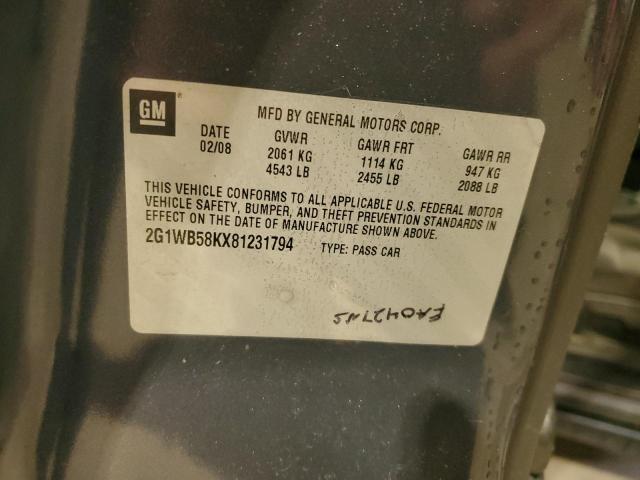 GM
MFD BY GENERAL MOTORS CORP.
DATE GVWR GAWR FRT GAWR RR
02/08 2061 KG 1114 KG 947 KG
4543 LB 2455 LB 2088 LB
THIS VEHICLE CONFORMS TO ALL APPLICABLE U.S. FEDERAL MOTOR
VEHICLE SAFETY, BUMPER, AND THEFT PREVENTION STANDARDS IN
EFFECT ON THE DATE OF MANUFACTURE SHOWN ABOVE.
2G1WB58KX81231794 TYPE: PASS CAR